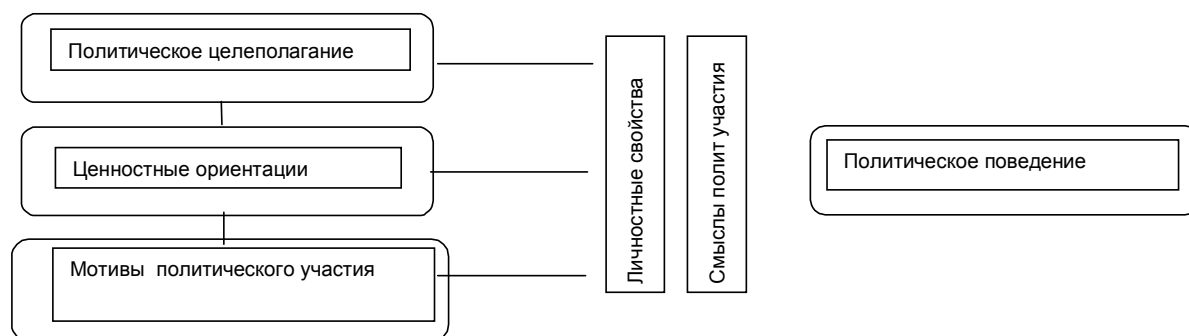 Политическое целеполагание
Ценностные ориентации
Мотивы политического участия
Личностные свойства
Смыслы полит участия
Политическое поведение